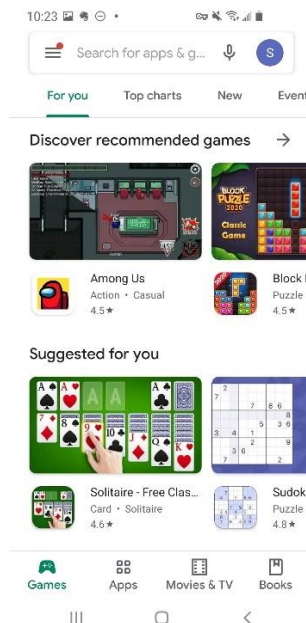 10:23
Search for apps & g...
S
For you Top charts New Event
Discover recommended games
BLOCK
PUZZLE
2020
Classic
Game
Among Us
Action • Casual
4.5★
Block
Puzzle
4.5★
Suggested for you
Solitaire - Free Clas...
Card • Solitaire
4.6★
Sudok
Puzzle
4.8★
Games Apps Movies & TV Books